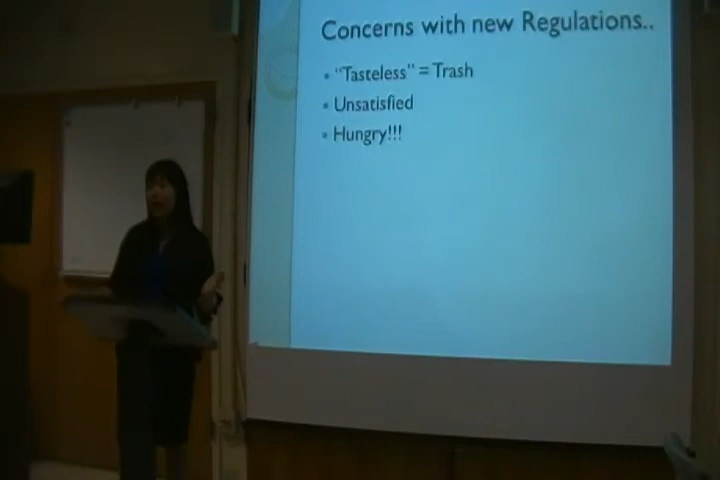 Concerns with new Regulations..
"Tasteless" = Trash
Unsatisfied
Hungry!!!